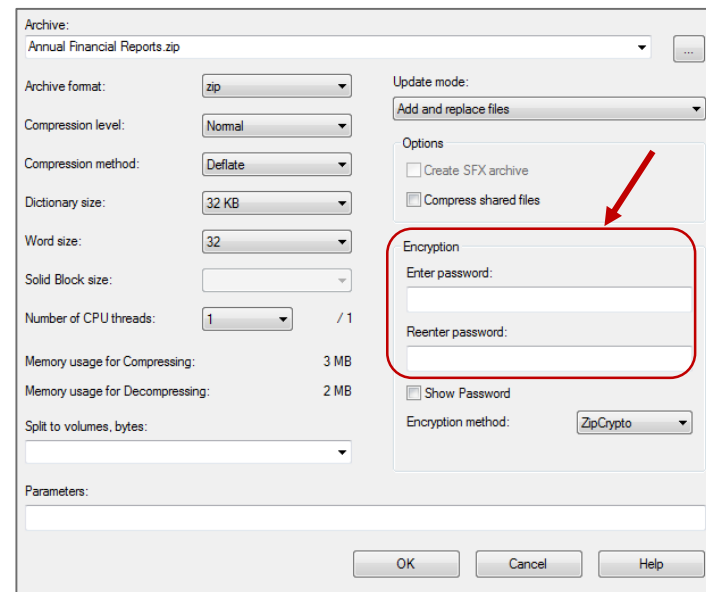 Archive:
Annual Financial Reports.zip
...
Archive format:
zip
Compression level:
Normal
Compression method:
Deflate
Dictionary size:
32 KB
Word size:
32
Solid Block size:
Number of CPU threads:
1
/ 1
Memory usage for Compressing:
3 MB
Memory usage for Decompressing:
2 MB
Split to volumes, bytes:
Update mode:
Add and replace files
Options
Create SFX archive
Compress shared files
Encryption
Enter password:
Reenter password:
Show Password
Encryption method:
ZipCrypto
Parameters:
OK
Cancel
Help